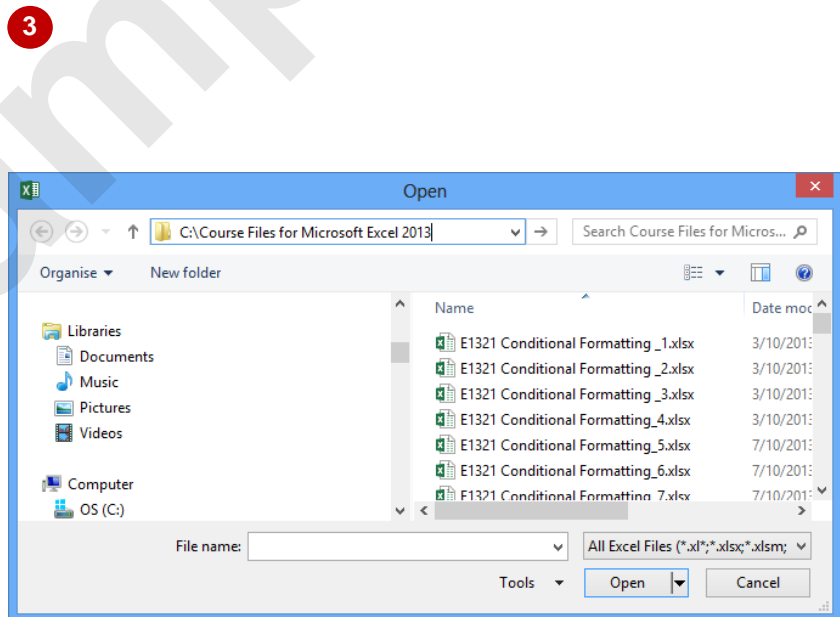 3
Open
C:\Course Files for Microsoft Excel 2013
Search Course Files for Micros...
Organise
New folder
Name
Date mod
Libraries
Documents
Music
Pictures
Videos
Computer
OS (C:)
E1321 Conditional Formatting _1.xlsx 3/10/2013
E1321 Conditional Formatting _2.xlsx 3/10/2013
E1321 Conditional Formatting _3.xlsx 3/10/2013
E1321 Conditional Formatting_4.xlsx 3/10/2013
E1321 Conditional Formatting_5.xlsx 7/10/2013
E1321 Conditional Formatting_6.xlsx 7/10/2013
E1321 Conditional Formatting_7.xlsx 7/10/2013
File name:
All Excel Files (*.xl*;*.xlsx;*.xlsm;
Tools
Open
Cancel